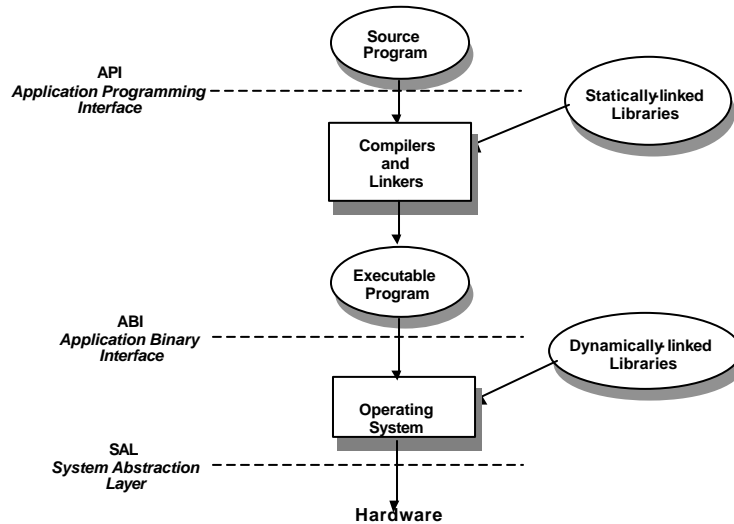 Source
Program
API
Application Programming
Interface
Statically-linked
Libraries
Compilers
and
Linkers
Executable
Program
ABI
Application Binary
Interface
Dynamically-linked
Libraries
Operating
System
SAL
System Abstraction
Layer
Hardware